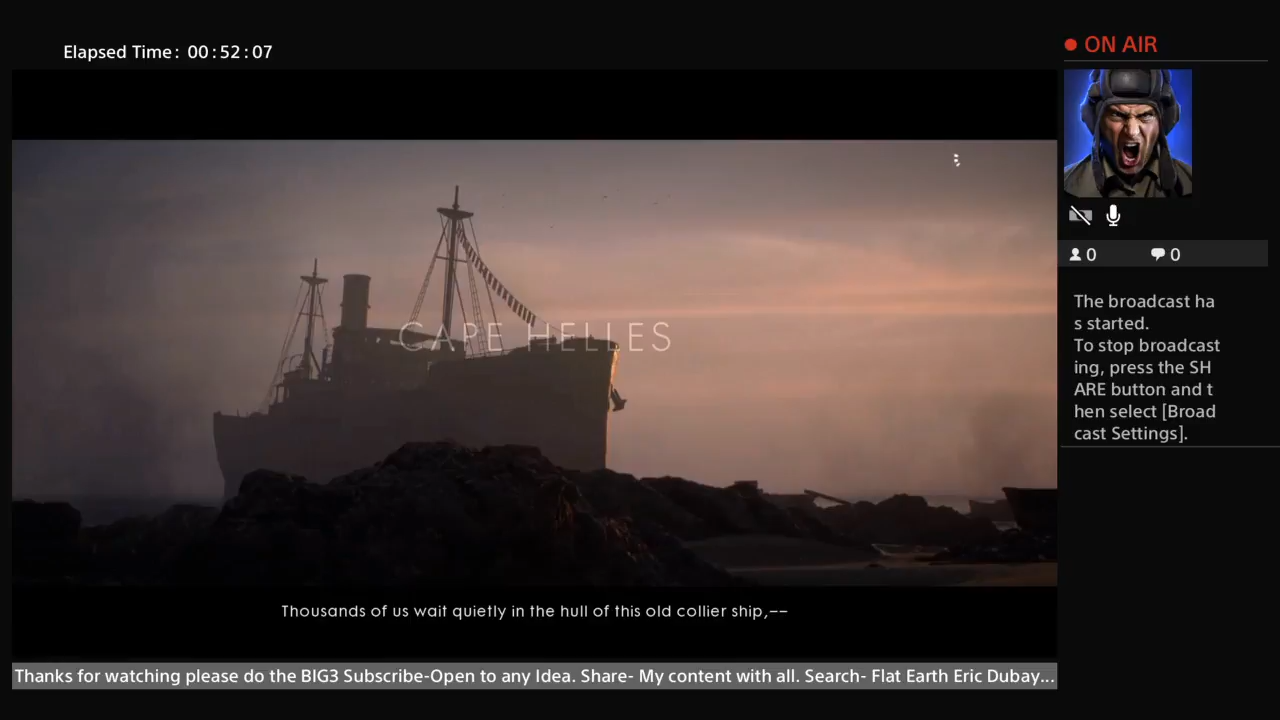 Elapsed Time: 00:52:07
ON AIR
0 0
The broadcast ha
s started.
To stop broadcast
ing, press the SH
ARE button and t
hen select [Broad
cast Settings].
CAPE HELLES
Thousands of us wait quietly in the hull of this old collier ship,––
Thanks for watching please do the BIG3 Subscribe-Open to any Idea. Share- My content with all. Search- Flat Earth Eric Dubay...